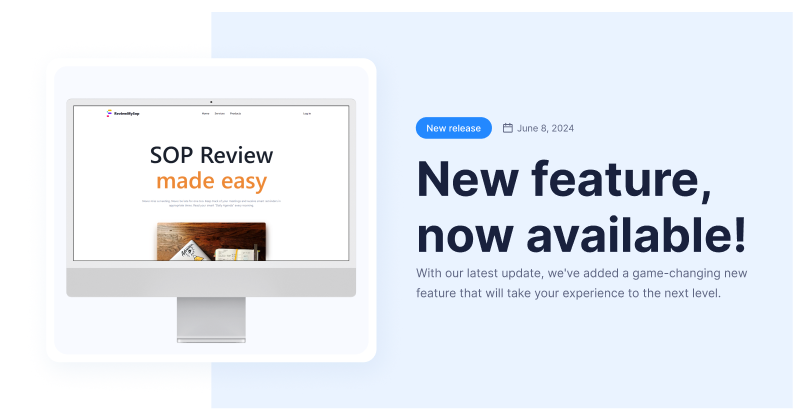 ReviewMySop
Home Services Products Log in
SOP Review
made easy
New release
June 8, 2024
New feature,
now available!
With our latest update, we've added a game-changing new
feature that will take your experience to the next level.